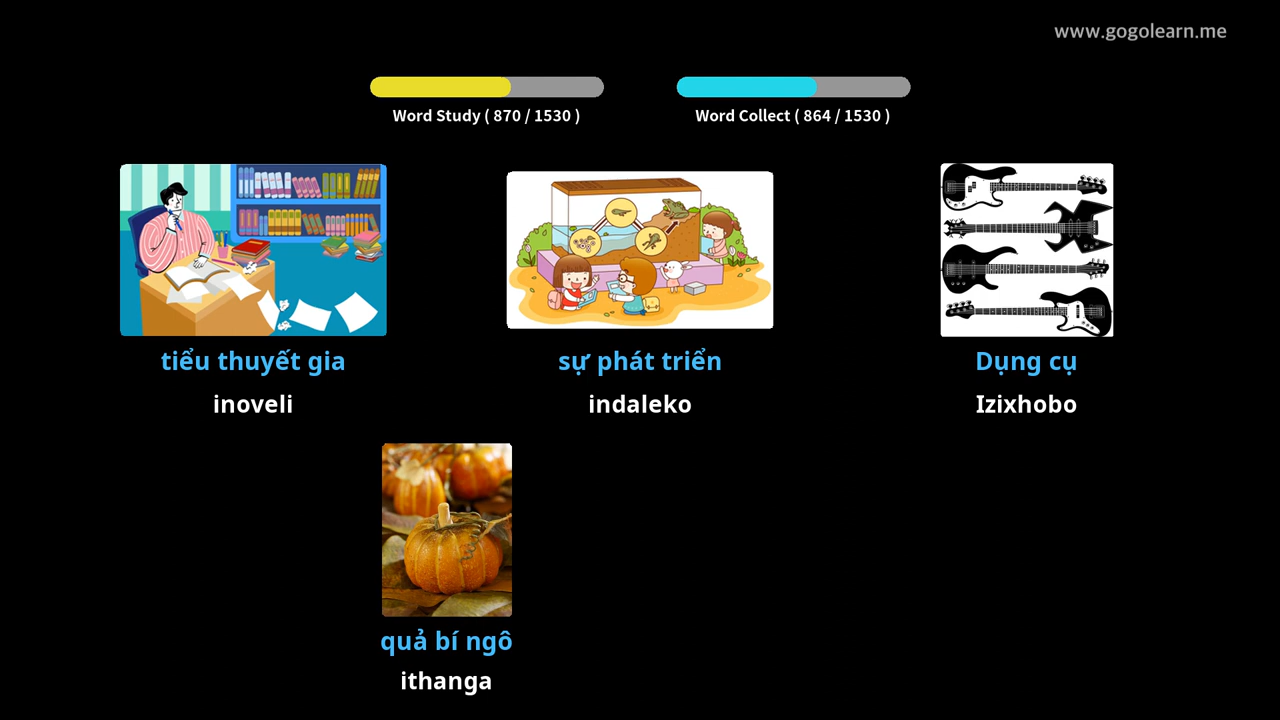 www.gogolearn.me
Word Study ( 870 / 1530 )
Word Collect ( 864 / 1530 )
tiểu thuyết gia
inoveli
sự phát triển
indaleko
Dụng cụ
Izixhobo
quả bí ngô
ithanga